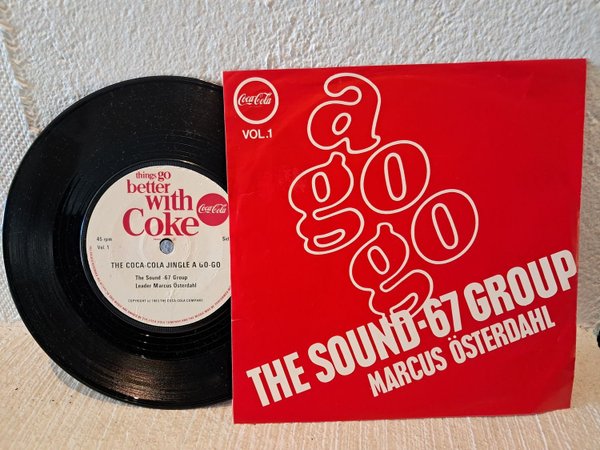 things go
better
with
Coke
Coca-Cola
45 rpm
Vol. 1
THE COCA-COLA JINGLE A GO-GO
The Sound -67 Group
Leader Marcus Österdahl
Coca-Cola
VOL.1
a
go
go
THE SOUND-67 GROUP
MARCUS ÖSTERDAHL